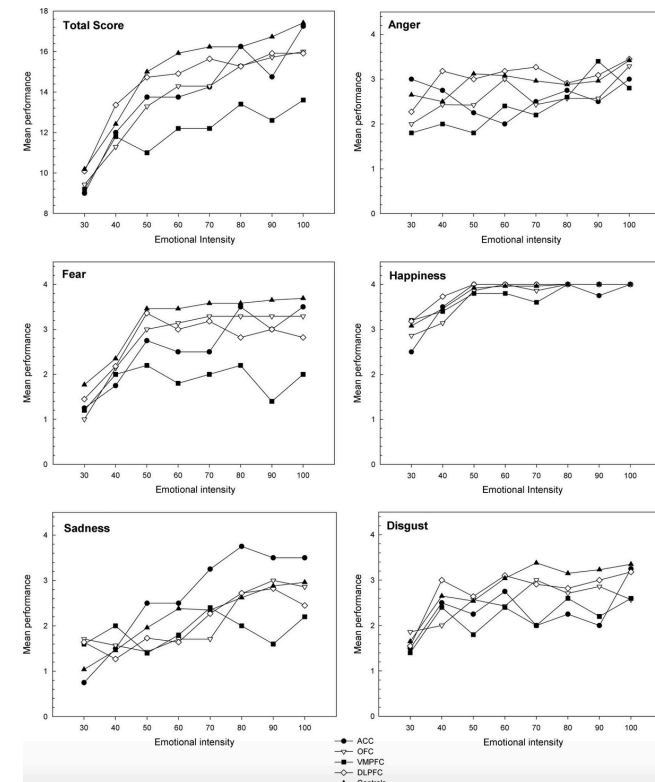 Total Score
Mean performance
18
16
14
12
10
8
30 40 50 60 70 80 90 100
Emotional Intensity
Anger
Mean performance
4
3
2
1
0
30 40 50 60 70 80 90 100
Emotional Intensity
Fear
Mean performance
4
3
2
1
0
30 40 50 60 70 80 90 100
Emotional intensity
Happiness
Mean performance
4
3
2
1
0
30 40 50 60 70 80 90 100
Emotional Intensity
Sadness
Mean performance
4
3
2
1
0
30 40 50 60 70 80 90 100
Emotional intensity
Disgust
Mean performance
4
3
2
1
0
30 40 50 60 70 80 90 100
Emotional intensity
ACC
OFC
VMPFC
DLPFC
Controls